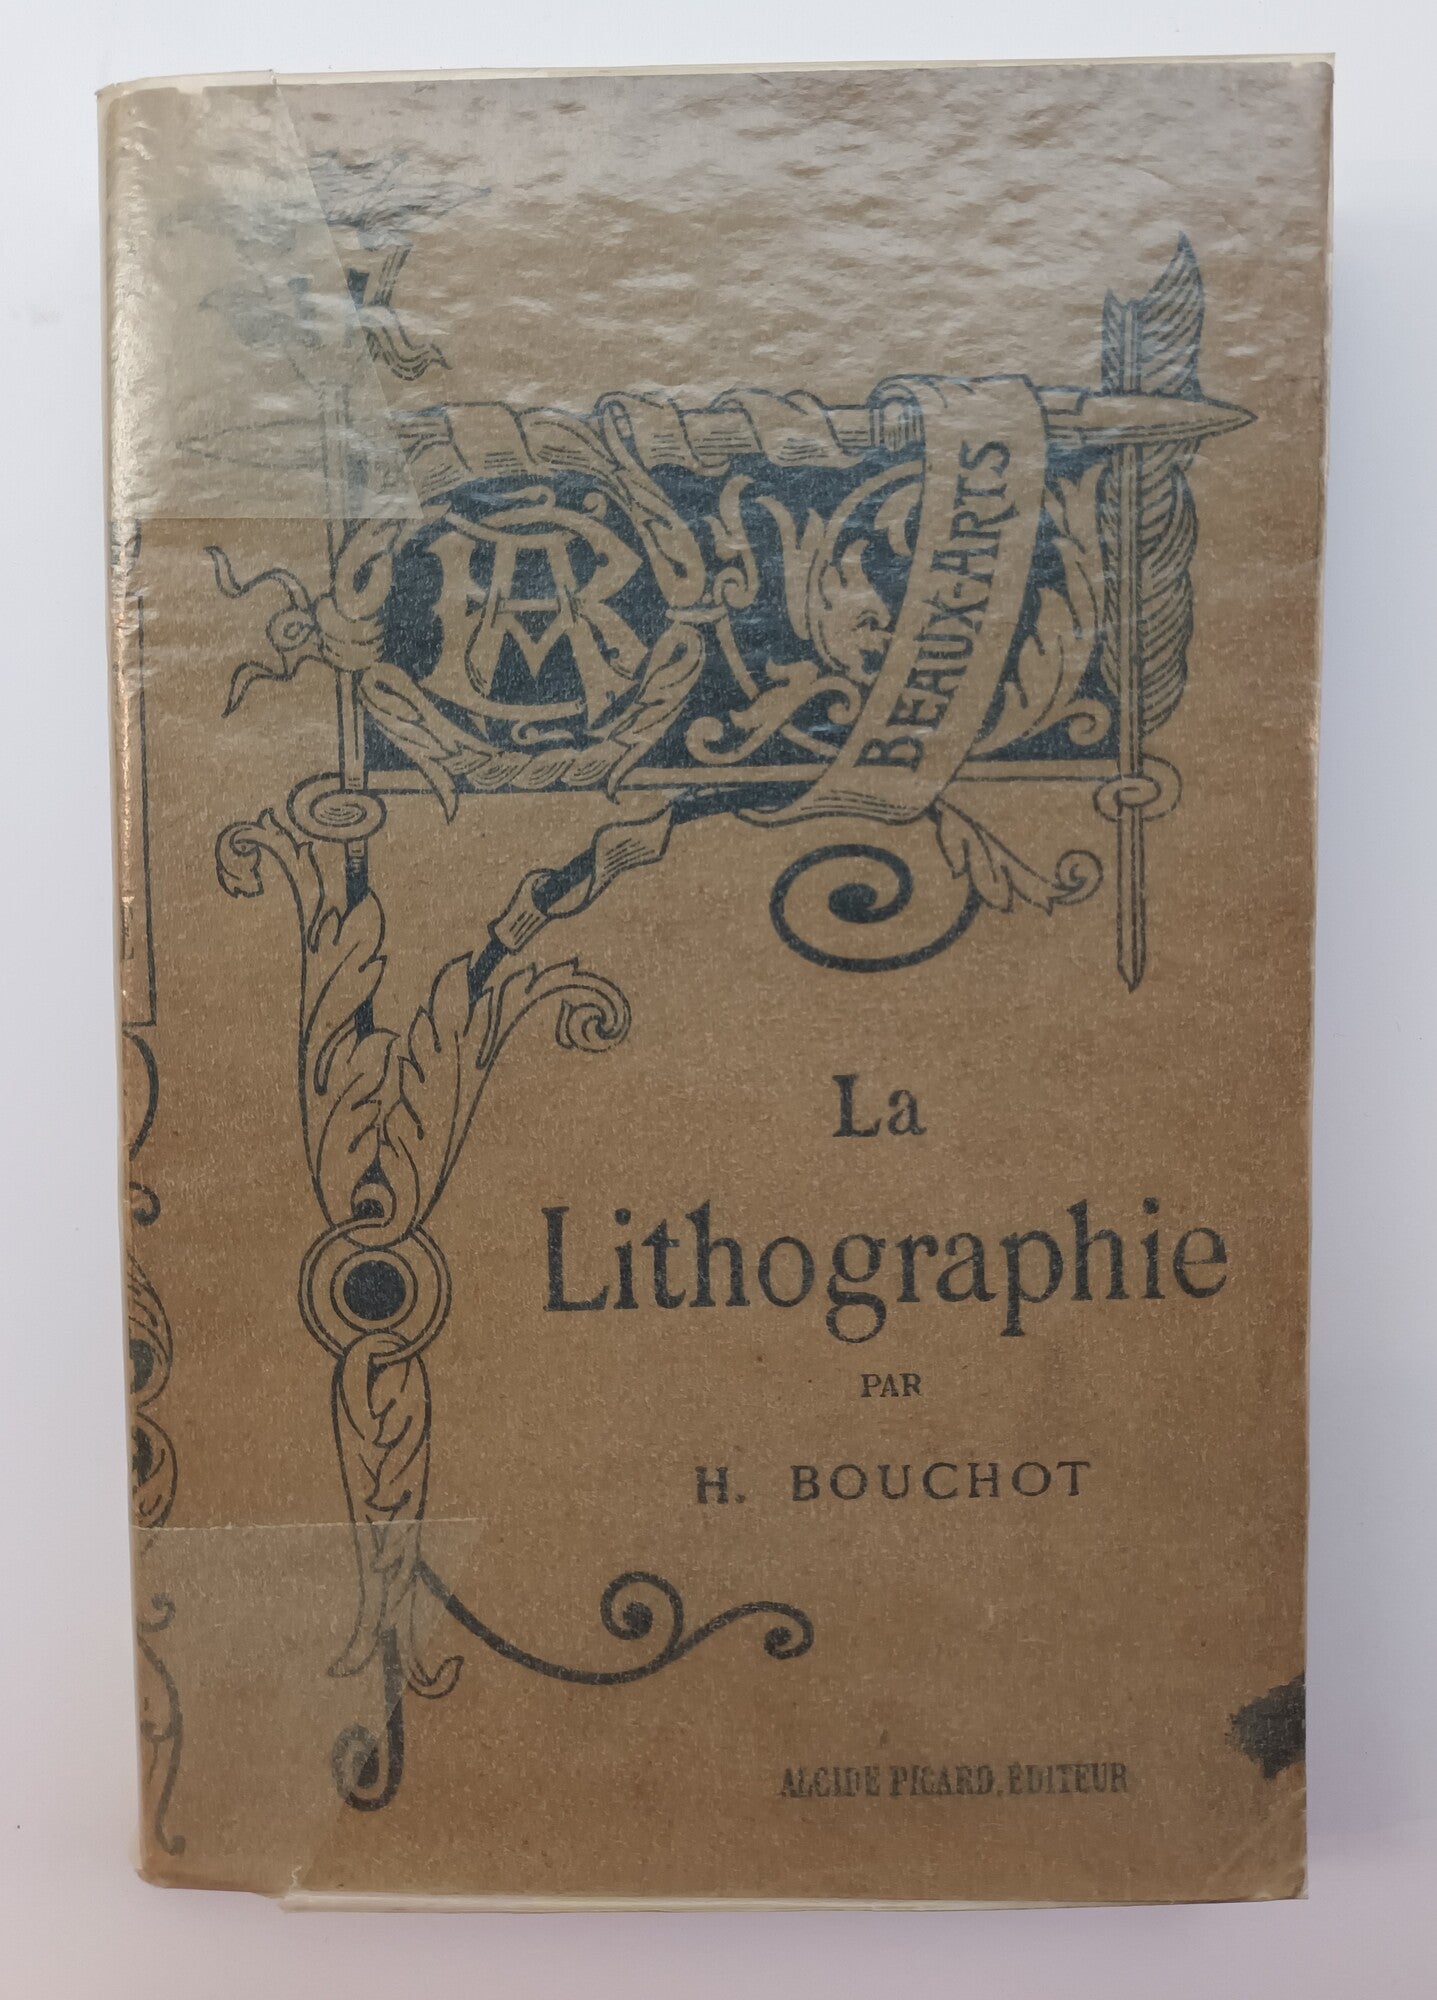 BEAUX-ARTS
La
Lithographie
PAR
H. BOUCHOT
ALCIDE PICARD, ÉDITEUR